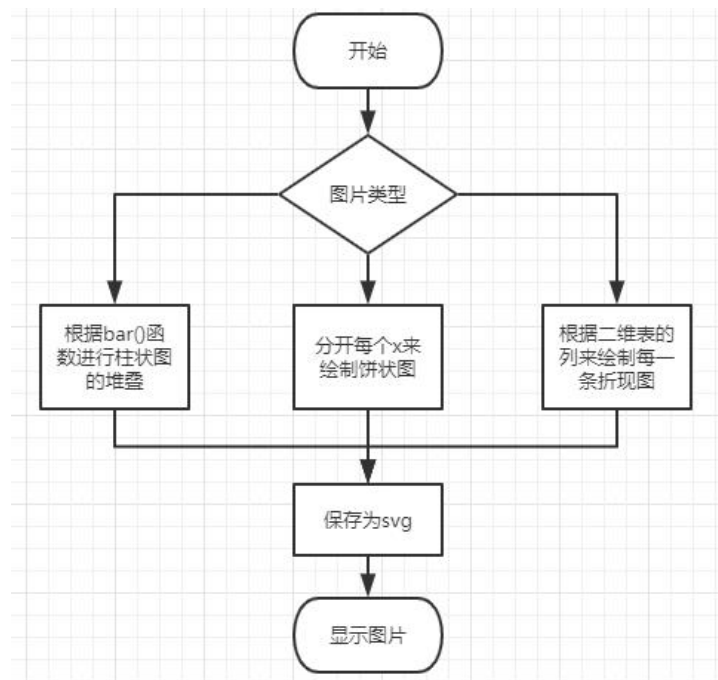 开始
图片类型
根据bar()函
数进行柱状图
的堆叠
分开每个x来
绘制饼状图
根据二维表的
列来绘制每一
条折现图
保存为svg
显示图片